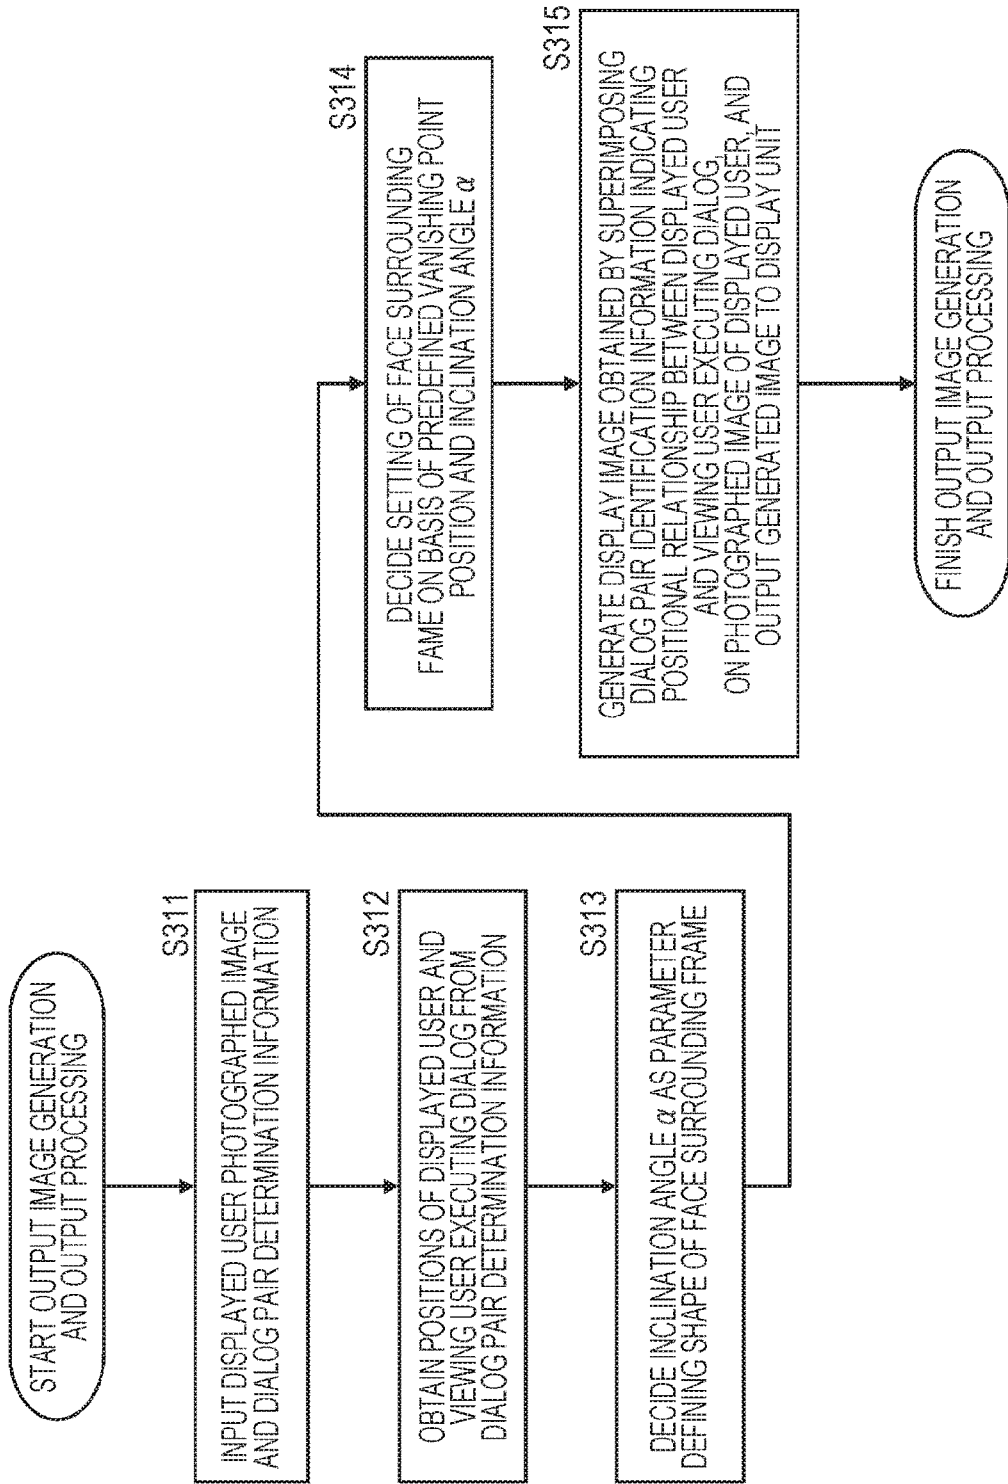 START OUTPUT IMAGE GENERATION
AND OUTPUT PROCESSING
S311
INPUT DISPLAYED USER PHOTOGRAPHED IMAGE
AND DIALOG PAIR DETERMINATION INFORMATION
S312
OBTAIN POSITIONS OF DISPLAYED USER AND
VIEWING USER EXECUTING DIALOG FROM
DIALOG PAIR DETERMINATION INFORMATION
S313
DECIDE INCLINATION ANGLE α AS PARAMETER
DEFINING SHAPE OF FACE SURROUNDING FRAME
S314
DECIDE SETTING OF FACE SURROUNDING
FAME ON BASIS OF PREDEFINED VANISHING POINT
POSITION AND INCLINATION ANGLE α
S315
GENERATE DISPLAY IMAGE OBTAINED BY SUPERIMPOSING
DIALOG PAIR IDENTIFICATION INFORMATION INDICATING
POSITIONAL RELATIONSHIP BETWEEN DISPLAYED USER
AND VIEWING USER EXECUTING DIALOG,
ON PHOTOGRAPHED IMAGE OF DISPLAYED USER, AND
OUTPUT GENERATED IMAGE TO DISPLAY UNIT
FINISH OUTPUT IMAGE GENERATION
AND OUTPUT PROCESSING